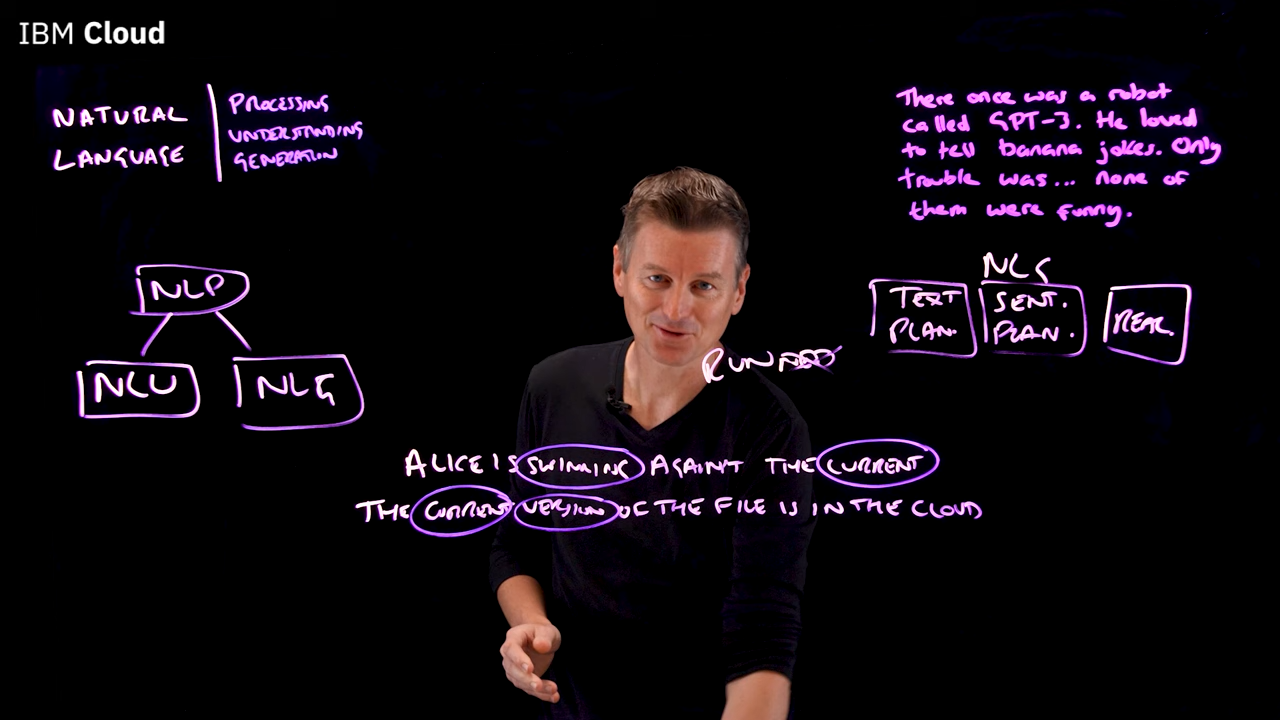 IBM Cloud
NATURAL
LANGUAGE
PROCESSING
UNDERSTANDING
GENERATION
There once was a robot
called GPT-3. He loved
to tell banana jokes. Only
trouble was... none of
them were funny.
NLP
NLU
NLG
NLG
TEXT
PLAN.
SENT.
PLAN.
REAL.
RUN
ALICE IS SWIMMING AGAINST THE CURRENT
THE CURRENT VERSION OF THE FILE IS IN THE CLOUD